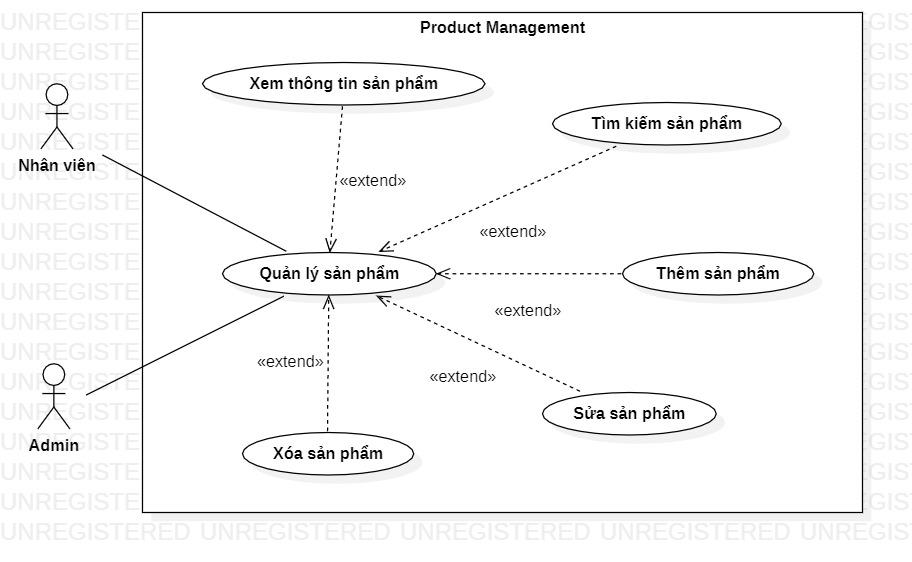 Product Management
Xem thông tin sản phẩm
Tìm kiếm sản phẩm
Nhân viên
«extend»
«extend»
Quản lý sản phẩm
Thêm sản phẩm
«extend»
«extend»
«extend»
Sửa sản phẩm
Admin
Xóa sản phẩm
UNREGISTERED UNREGISTERED UNREGISTERED UNREGISTERED UNREGIS